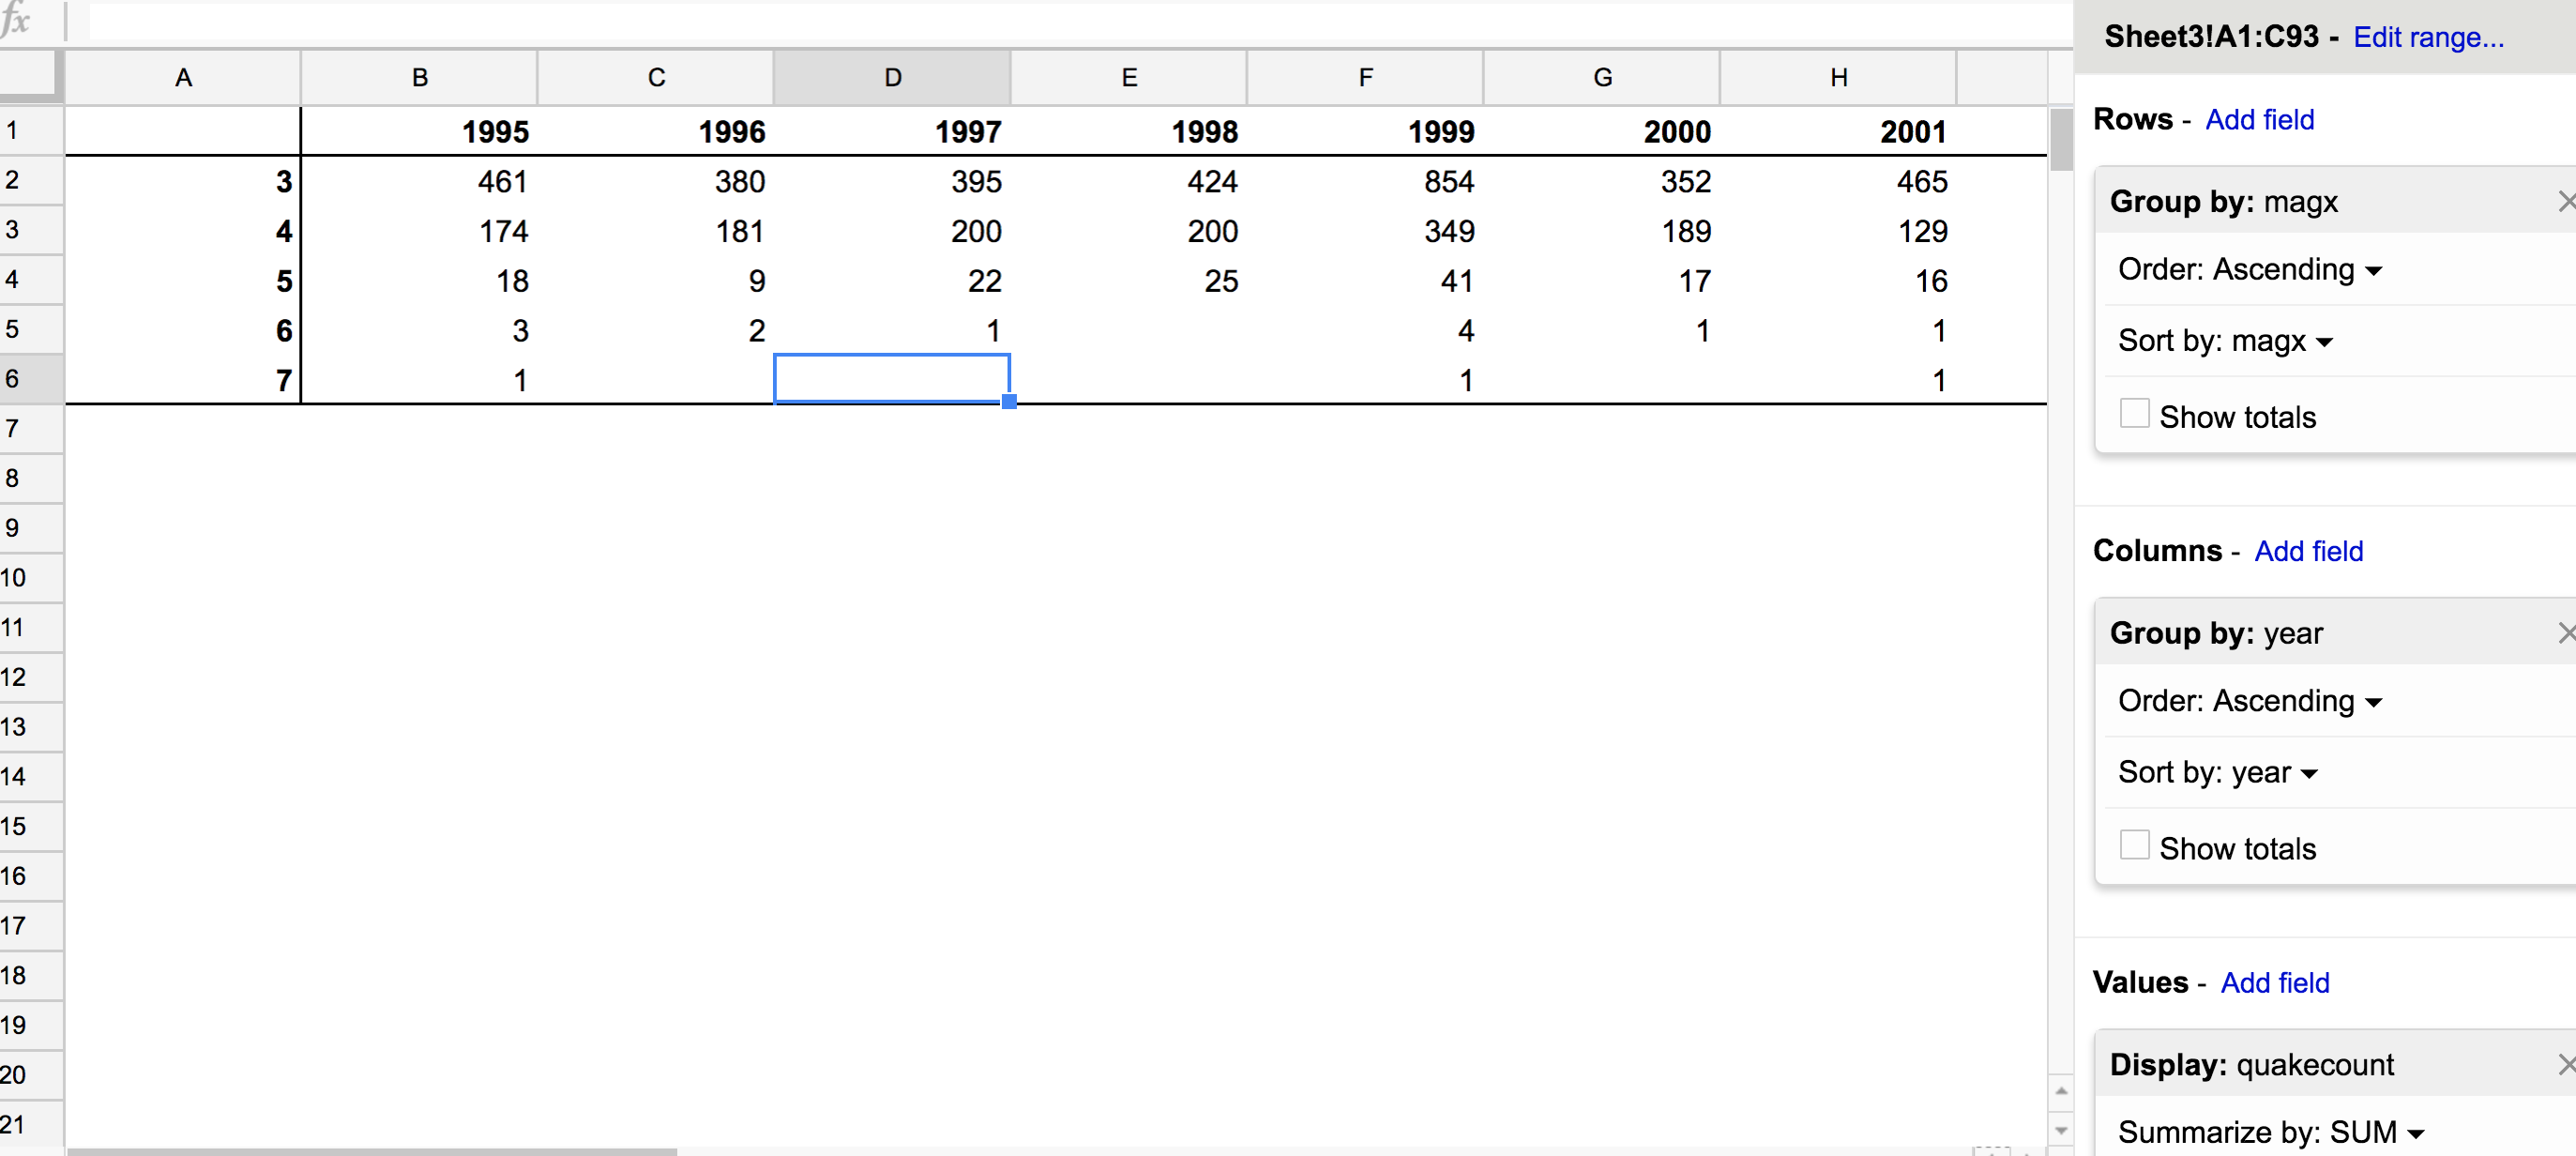 fx
Sheet3!A1:C93 - Edit range...
A B C D E F G H
1 1995 1996 1997 1998 1999 2000 2001
2 3 461 380 395 424 854 352 465
3 4 174 181 200 200 349 189 129
4 5 18 9 22 25 41 17 16
5 6 3 2 1 4 1 1
6 7 1 1 1
7
8
9
10
11
12
13
14
15
16
17
18
19
20
21
Rows - Add field
Group by: magx
Order: Ascending
Sort by: magx
Show totals
Columns - Add field
Group by: year
Order: Ascending
Sort by: year
Show totals
Values - Add field
Display: quakecount
Summarize by: SUM